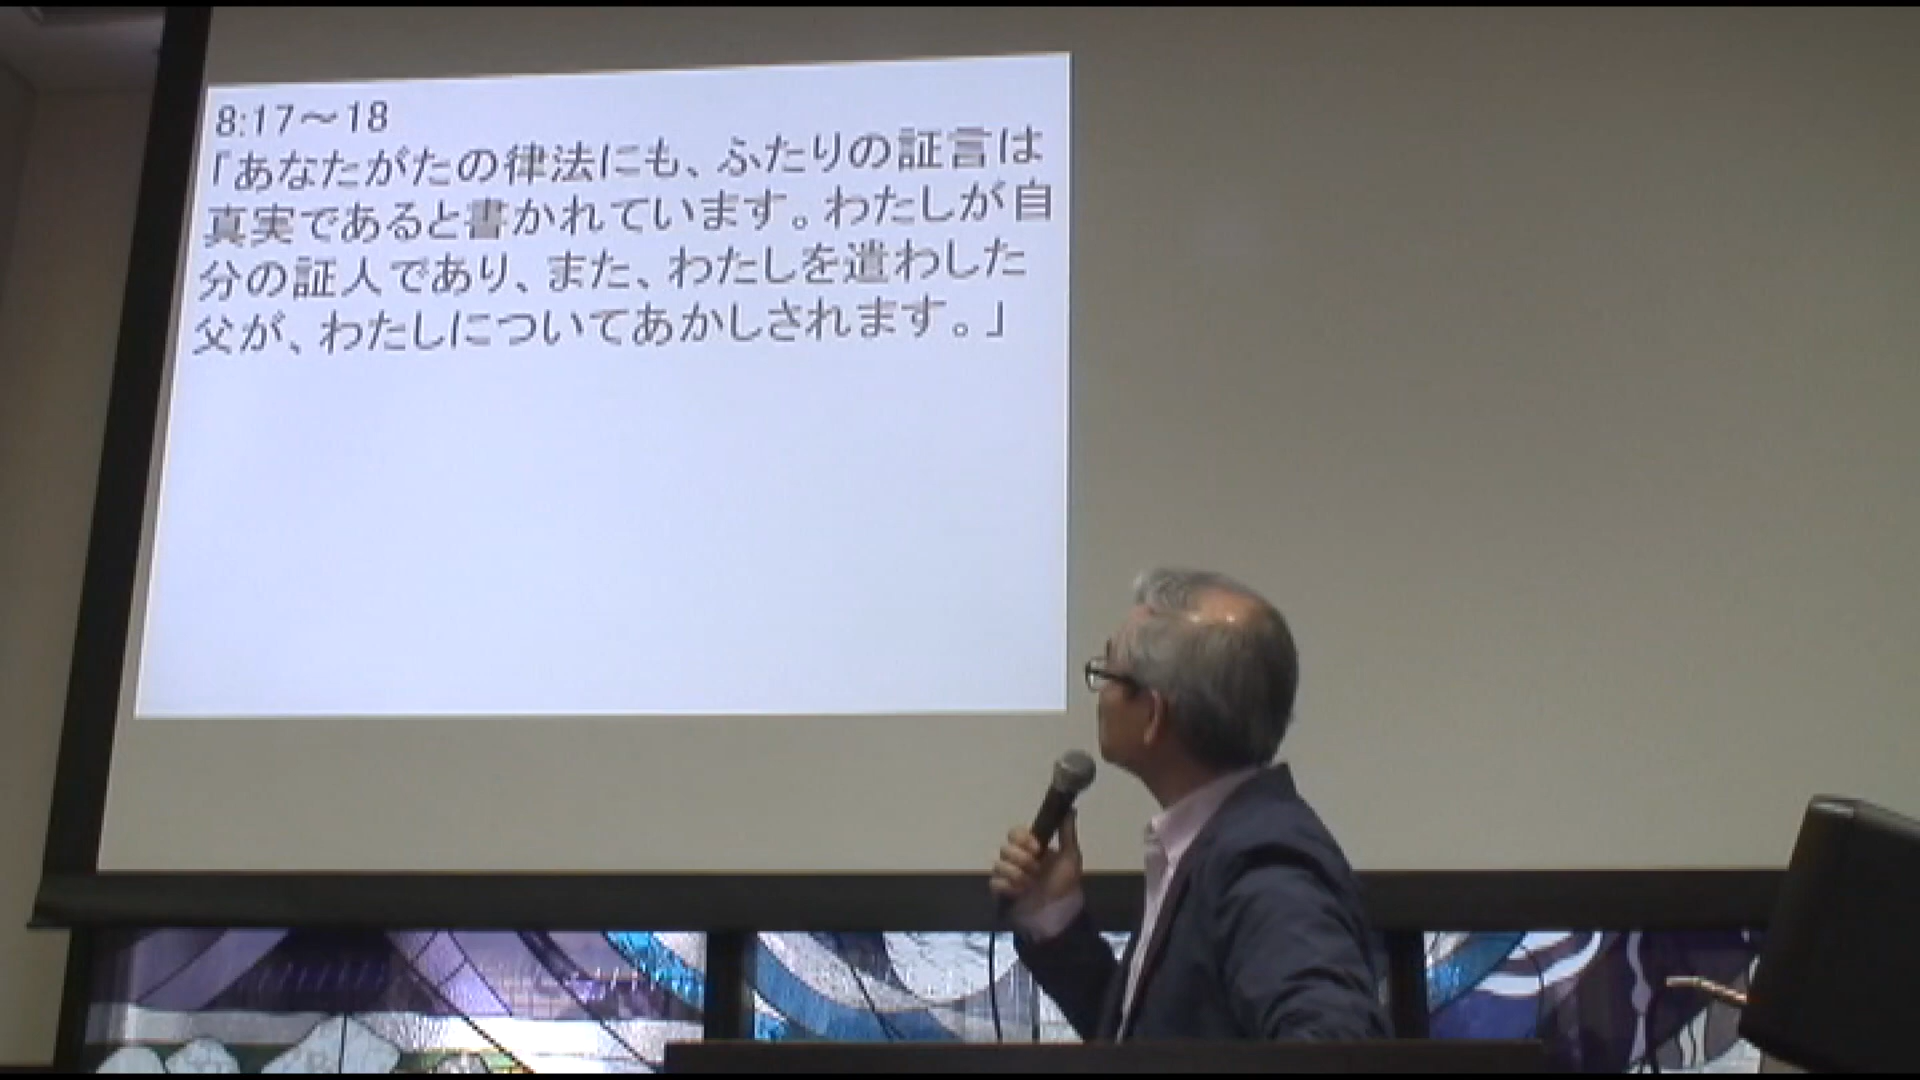 8:17～18
「あなたがたの律法にも、ふたりの証言は
真実であると書かれています。わたしが自
分の証人であり、また、わたしを遣わした
父が、わたしについてあかしされます。」